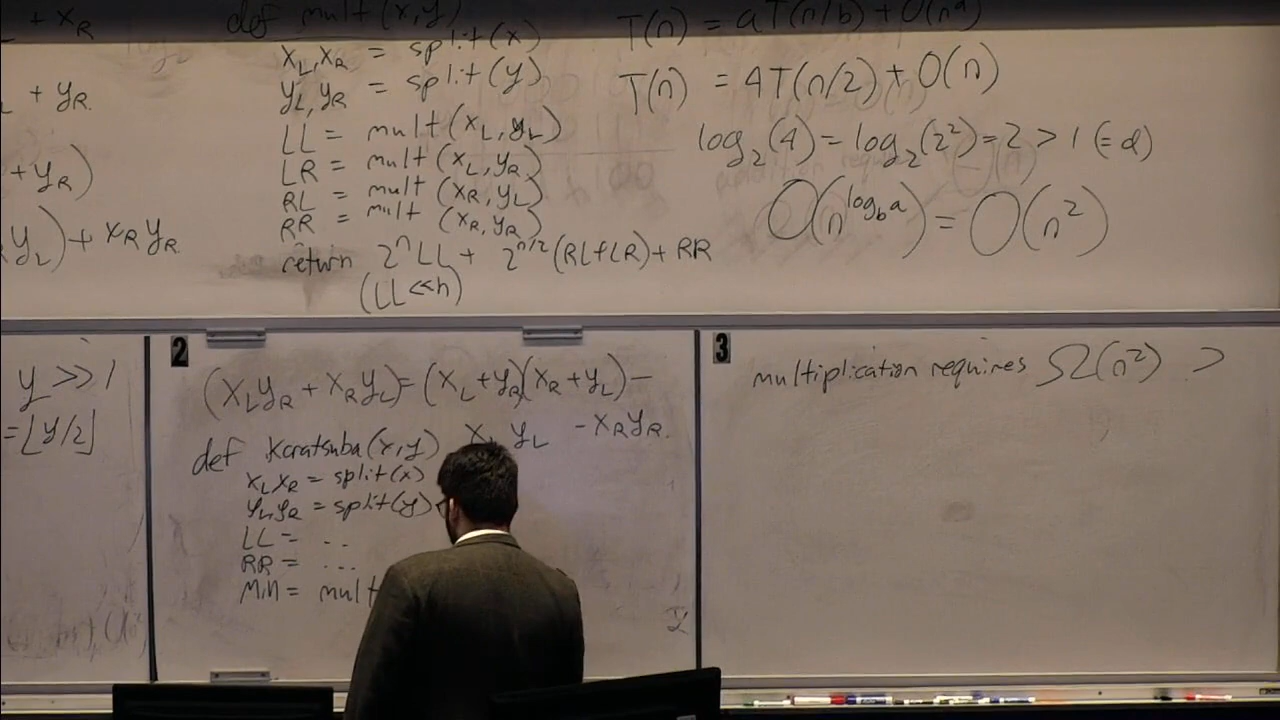 + xR
+ yR.
+ yR)
yL) + xR yR
def mult(x,y)
xL,xR = split(x)
yL,yR = split(y)
LL = mult(xL,yL)
LR = mult(xL,yR)
RL = mult(xR,yL)
RR = mult(xR,yR)
return 2^n LL + 2^n/2 (RL+LR) + RR
(LL<<n)
T(n) = aT(n/b) + O(n^d)
T(n) = 4T(n/2) + O(n)
log2(4) = log2(2^2) = 2 > 1 (=d)
O(n^logb a) = O(n^2)
y >> 1
= ⌊y/2⌋
2
(xL yR + xR yL) = (xL+yR)(xR+yL) −
yL − xR yR.
def Karatsuba(x,y)
xL xR = split(x)
yL,yR = split(y)
LL = ...
RR = ...
Mid = mult
3
multiplication requires Ω(n^2) ?